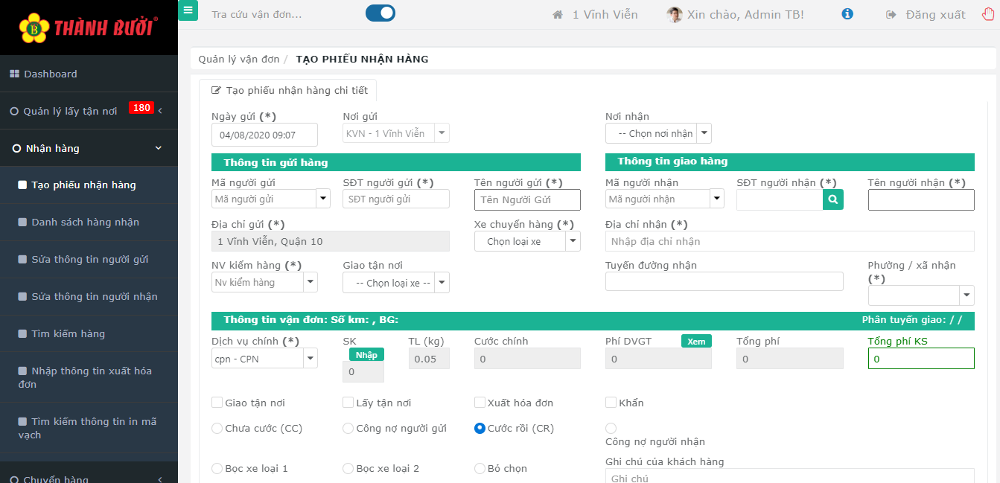 THÀNH BƯỞI
Tra cứu vận đơn...
1 Vĩnh Viễn
Xin chào, Admin TB!
Đăng xuất
Dashboard
Quản lý lấy tận nơi 180
Nhận hàng
Tạo phiếu nhận hàng
Danh sách hàng nhận
Sửa thông tin người gửi
Sửa thông tin người nhận
Tìm kiếm hàng
Nhập thông tin xuất hóa
đơn
Tìm kiếm thông tin in mã
vạch
Chuyển hàng
Quản lý vận đơn / TẠO PHIẾU NHẬN HÀNG
Tạo phiếu nhận hàng chi tiết
Ngày gửi (*) Nơi gửi Nơi nhận
04/08/2020 09:07 KVN - 1 Vĩnh Viễn -- Chọn nơi nhận
Thông tin gửi hàng Thông tin giao hàng
Mã người gửi SĐT người gửi (*) Tên người gửi (*) Mã người nhận SĐT người nhận (*) Tên người nhận (*)
Mã người gửi SĐT người gửi Tên Người Gửi Mã người nhận
Địa chỉ gửi (*) Xe chuyển hàng (*) Địa chỉ nhận (*)
1 Vĩnh Viễn, Quận 10 Chọn loại xe Nhập địa chỉ nhận
NV kiểm hàng (*) Giao tận nơi Tuyến đường nhận Phường / xã nhận
(*)
Nv kiểm hàng -- Chọn loại xe --
Thông tin vận đơn: Số km: , BG: Phân tuyến giao: / /
Dịch vụ chính (*) SK TL (kg) Cước chính Phí DVGT Xem Tổng phí Tổng phí KS
Nhập
cpn - CPN 0 0.05 0 0 0 0
Giao tận nơi Lấy tận nơi Xuất hóa đơn Khẩn
Chưa cước (CC) Công nợ người gửi Cước rồi (CR)
Công nợ người nhận
Bọc xe loại 1 Bọc xe loại 2 Bỏ chọn Ghi chú của khách hàng
Ghi chú